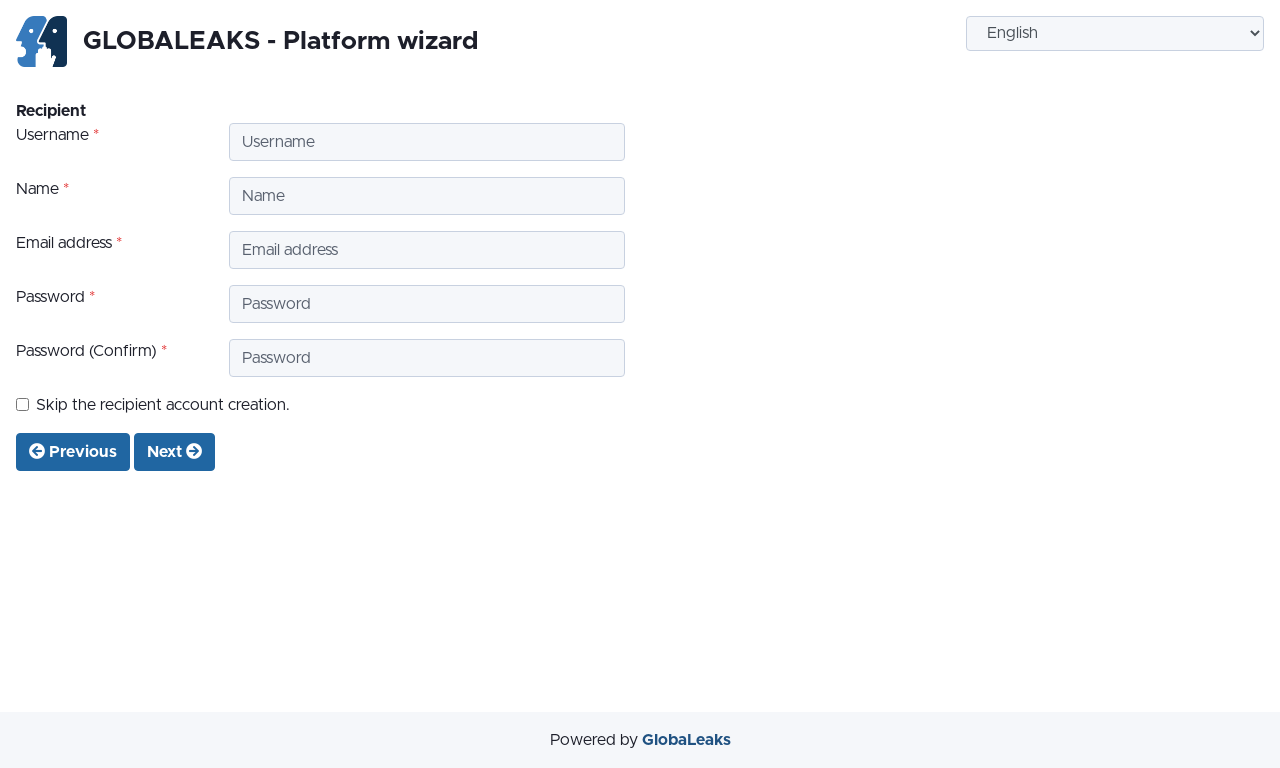 GLOBALEAKS - Platform wizard
English
Recipient
Username *
Username
Name *
Name
Email address *
Email address
Password *
Password
Password (Confirm) *
Password
Skip the recipient account creation.
Previous
Next
Powered by GlobaLeaks